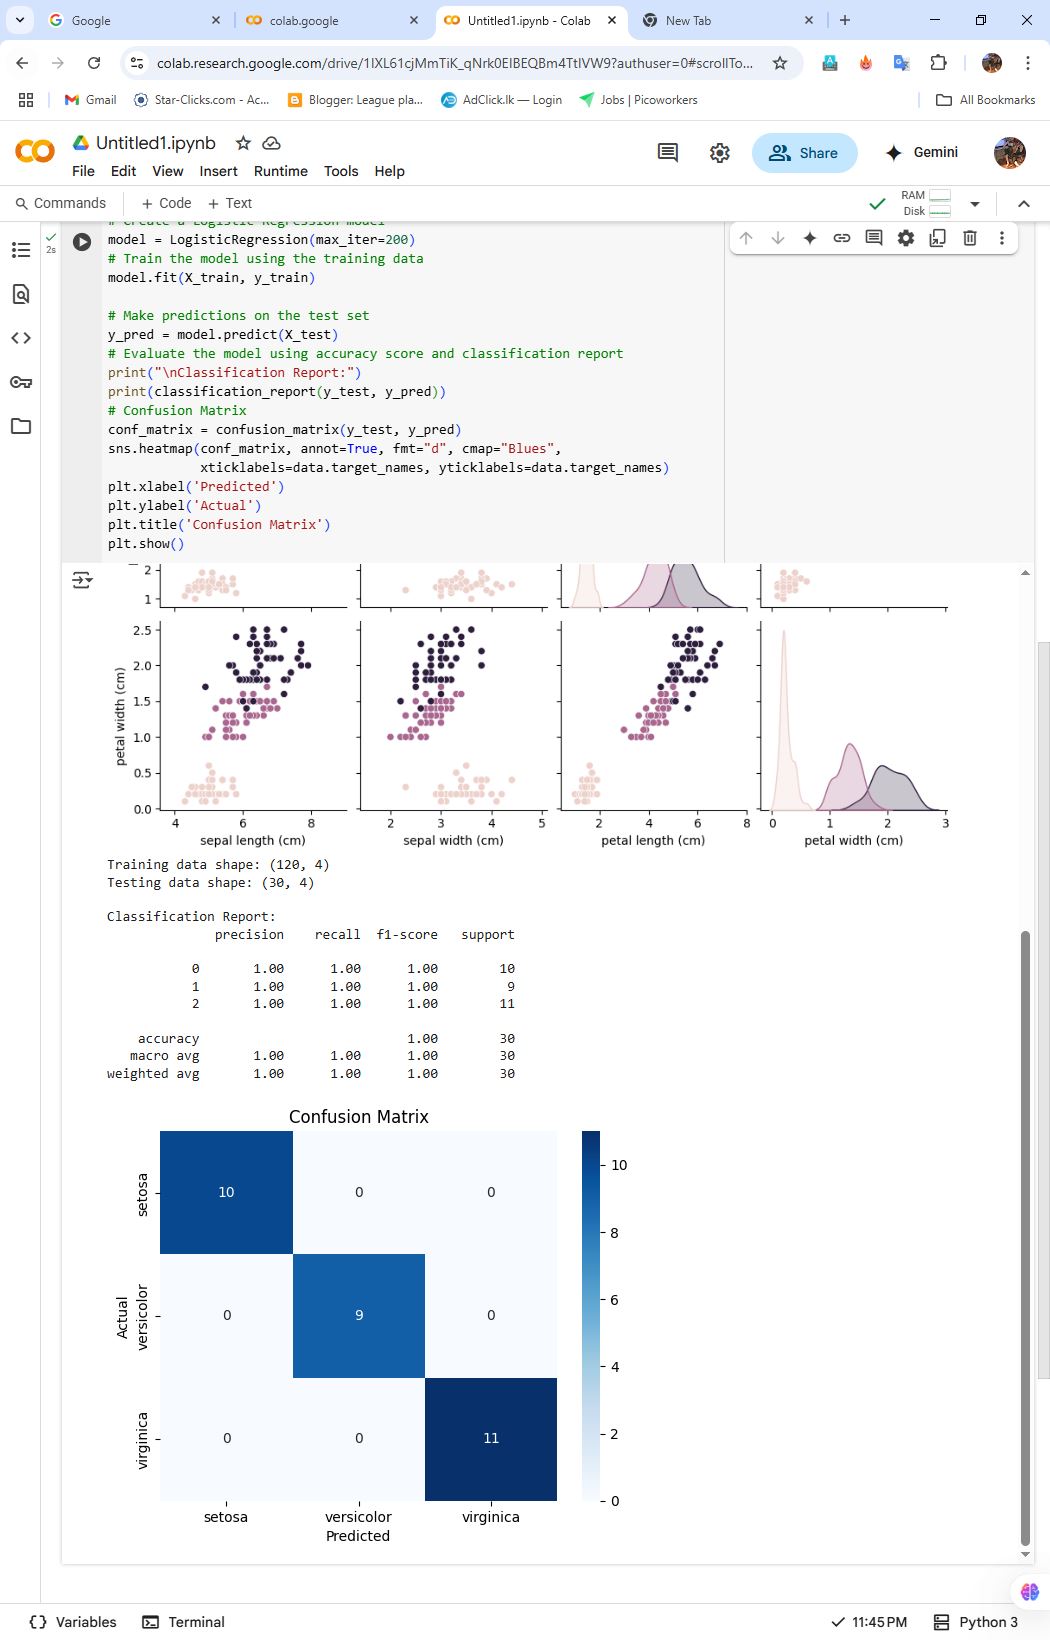 Google
colab.google
Untitled1.ipynb - Colab
New Tab
colab.research.google.com/drive/1IXL61cjMmTiK_qNrk0EIBEQBm4TtIVW9?authuser=0#scrollTo...
Gmail
Star-Clicks.com - Ac...
Blogger: League pla...
AdClick.lk — Login
Jobs | Picoworkers
All Bookmarks
Untitled1.ipynb
File Edit View Insert Runtime Tools Help
Share
Gemini
Commands + Code + Text
RAM
Disk
2s
# Create a Logistic Regression model
model = LogisticRegression(max_iter=200)
# Train the model using the training data
model.fit(X_train, y_train)
# Make predictions on the test set
y_pred = model.predict(X_test)
# Evaluate the model using accuracy score and classification report
print("\nClassification Report:")
print(classification_report(y_test, y_pred))
# Confusion Matrix
conf_matrix = confusion_matrix(y_test, y_pred)
sns.heatmap(conf_matrix, annot=True, fmt="d", cmap="Blues",
xticklabels=data.target_names, yticklabels=data.target_names)
plt.xlabel('Predicted')
plt.ylabel('Actual')
plt.title('Confusion Matrix')
plt.show()
2
1
2.5
2.0
1.5
1.0
0.5
0.0
petal width (cm)
4 6 8 2 3 4 5 2 4 6 8 0 1 2 3
sepal length (cm) sepal width (cm) petal length (cm) petal width (cm)
Training data shape: (120, 4)
Testing data shape: (30, 4)
Classification Report:
precision recall f1-score support
0 1.00 1.00 1.00 10
1 1.00 1.00 1.00 9
2 1.00 1.00 1.00 11
accuracy 1.00 30
macro avg 1.00 1.00 1.00 30
weighted avg 1.00 1.00 1.00 30
Confusion Matrix
setosa 10 0 0
versicolor 0 9 0
virginica 0 0 11
Actual
setosa versicolor virginica
Predicted
10
8
6
4
2
0
Variables
Terminal
11:45 PM
Python 3